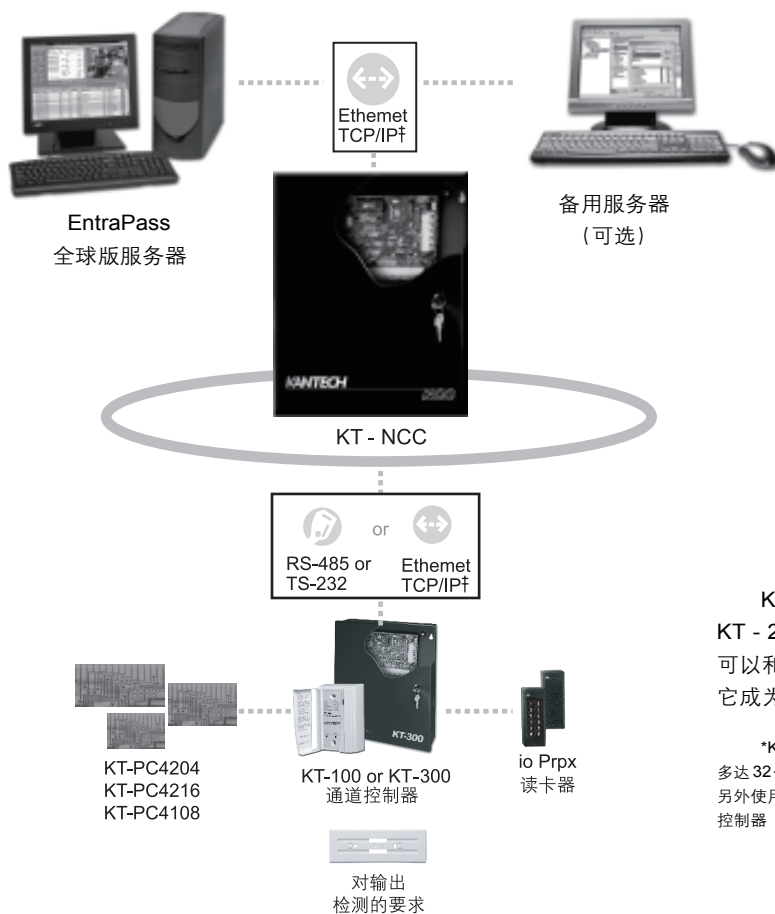 Ethemet
TCP/IP‡
EntraPass
全球版服务器
备用服务器
(可选)
KANTECH
KT - NCC
or
RS-485 or
TS-232
Ethemet
TCP/IP‡
KT-300
KT-PC4204
KT-PC4216
KT-PC4108
KT-100 or KT-300
通道控制器
io Prpx
读卡器
对输出
检测的要求
K
KT - 2
可以和
它成为
*K
多达 32
另外使用
控制器